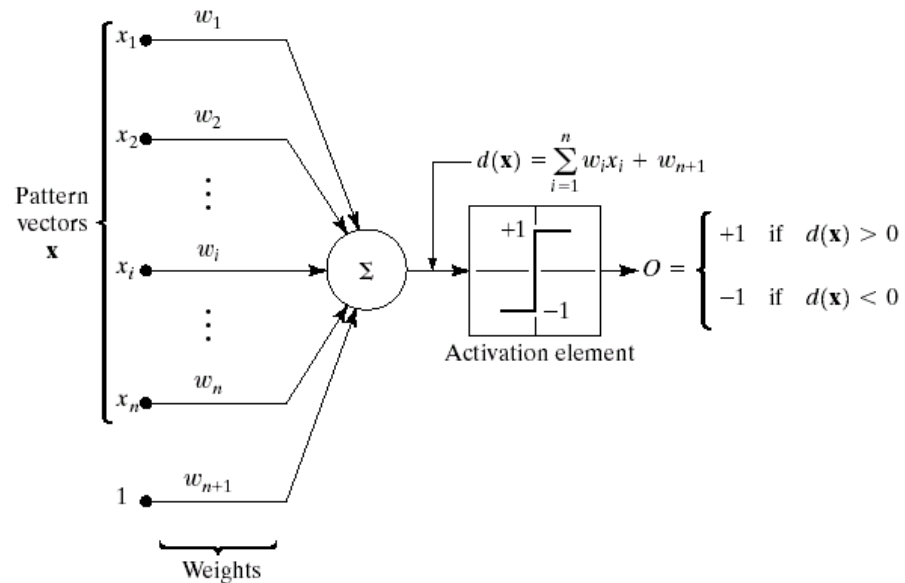 w₁
x₁
w₂
x₂
d(x) = ∑ⁿᵢ₌₁ wᵢxᵢ + wₙ₊₁
Pattern
vectors
x
+1
-1
wᵢ
xᵢ
Σ
O = { +1 if d(x) > 0
-1 if d(x) < 0
Activation element
wₙ
xₙ
wₙ₊₁
1
Weights